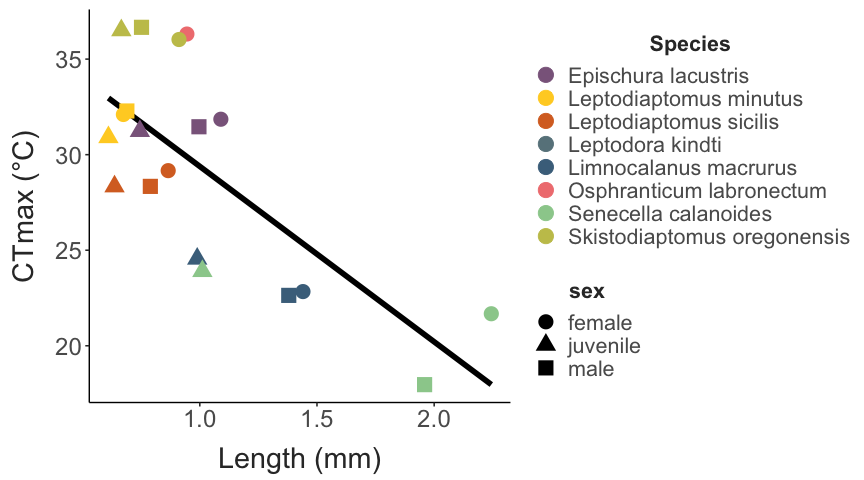 35
30
25
20
CTmax (°C)
1.0 1.5 2.0
Length (mm)
Species
Epischura lacustris
Leptodiaptomus minutus
Leptodiaptomus sicilis
Leptodora kindti
Limnocalanus macrurus
Osphranticum labronectum
Senecella calanoides
Skistodiaptomus oregonensis
sex
female
juvenile
male